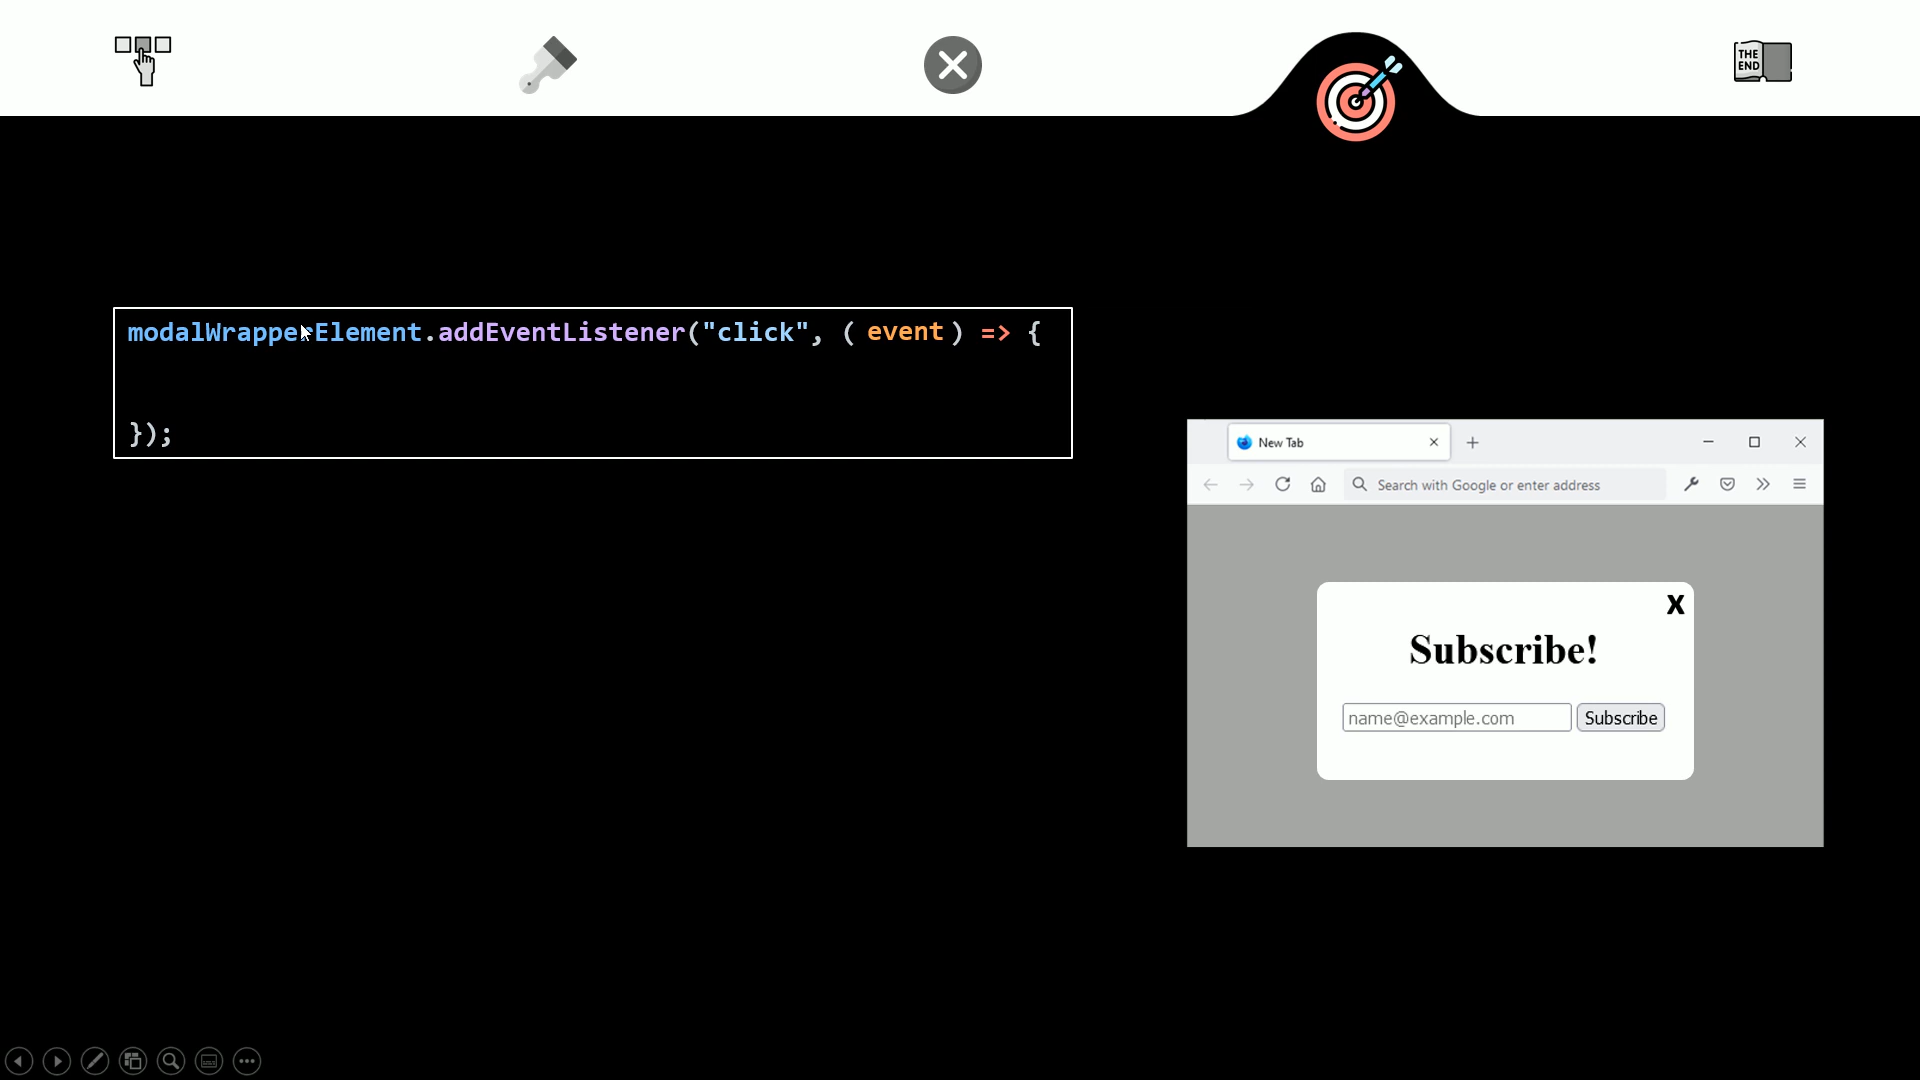 THE
END
modalWrapperElement.addEventListener("click", ( event ) => {
});
New Tab
Search with Google or enter address
X
Subscribe!
name@example.com Subscribe